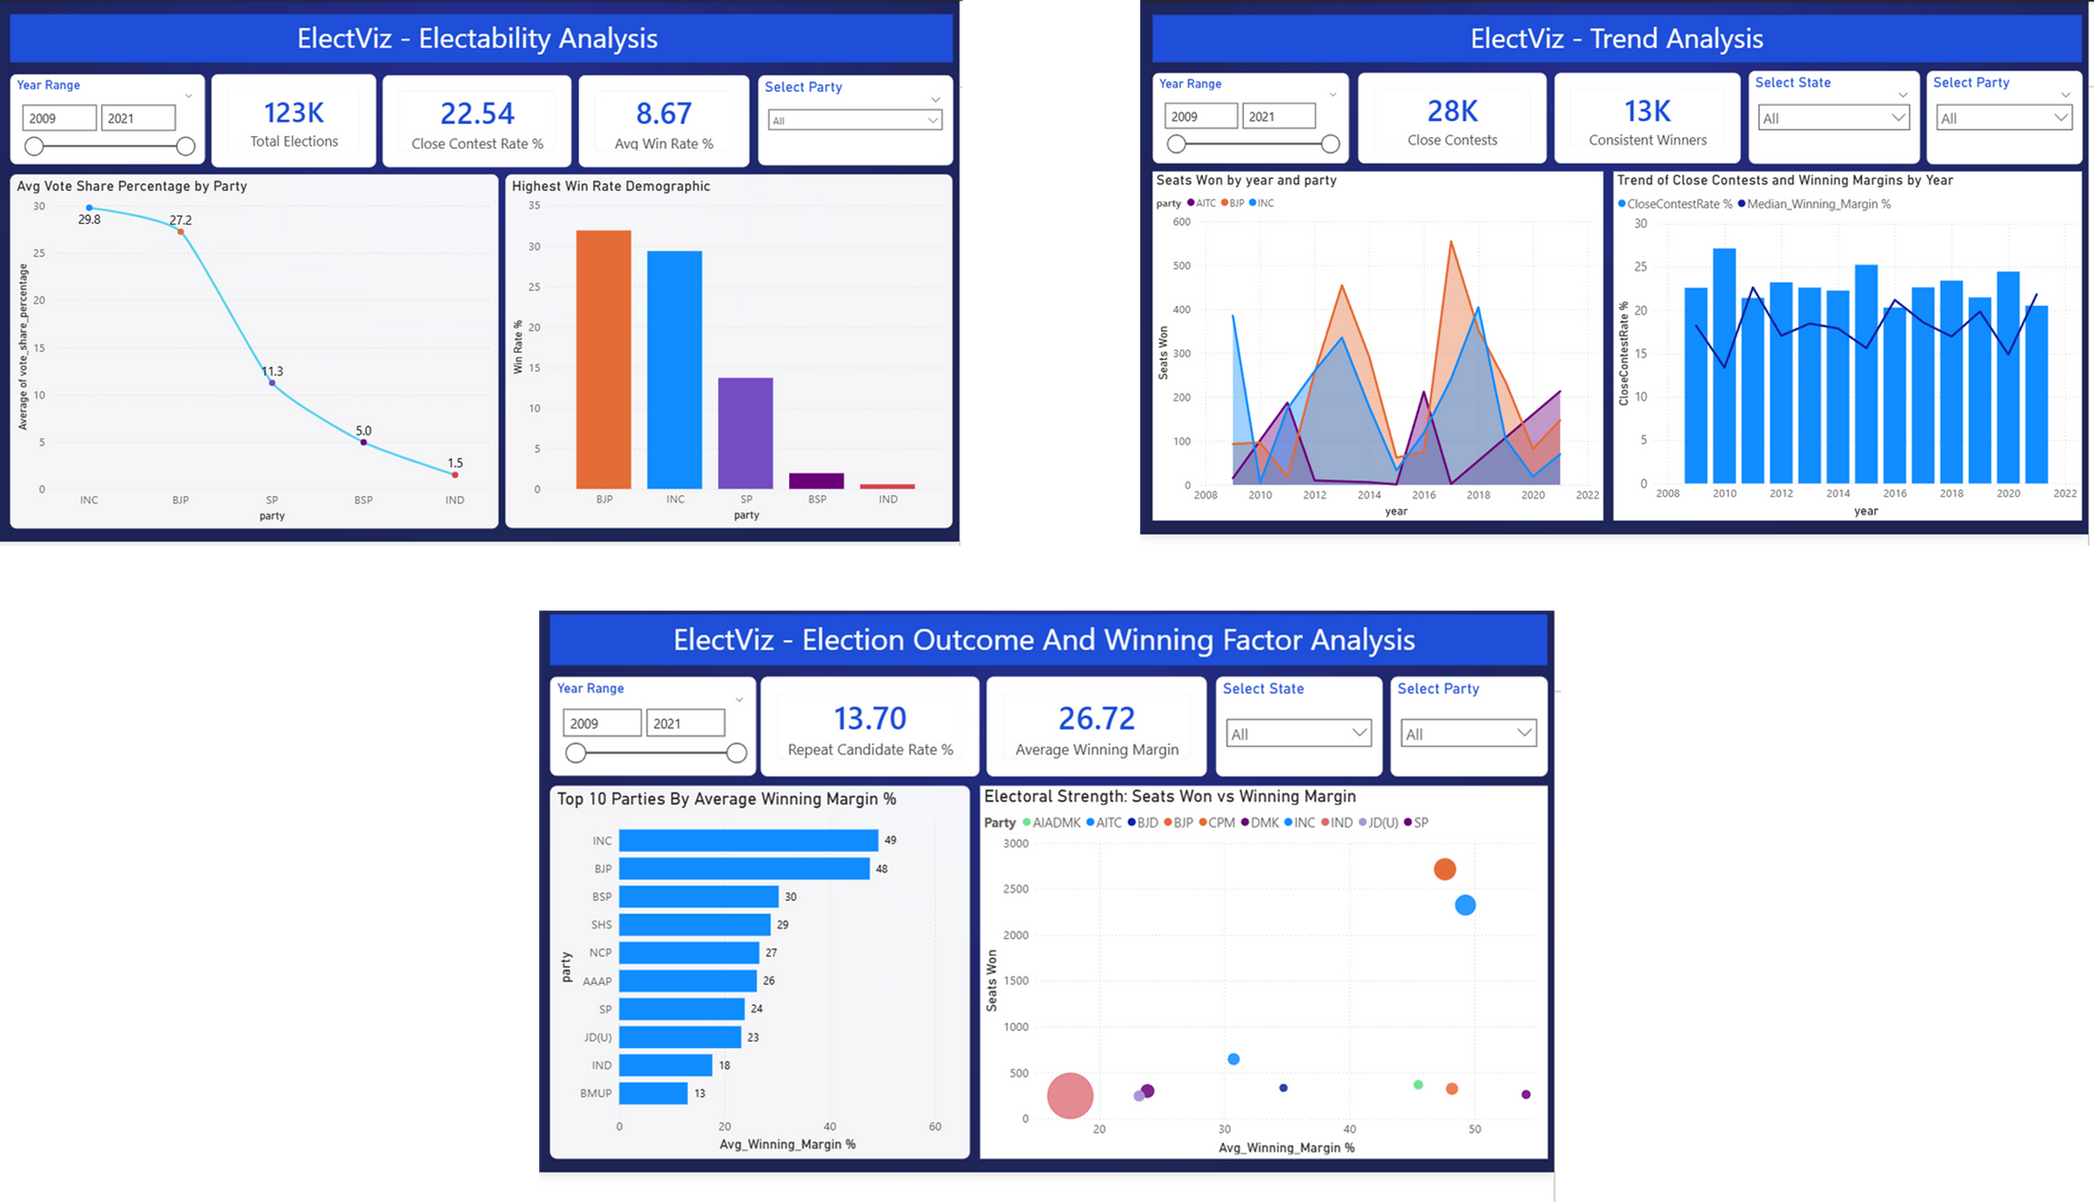 ElectViz - Electability Analysis
Year Range
2009 2021
123K
Total Elections
22.54
Close Contest Rate %
8.67
Avg Win Rate %
Select Party
All
Avg Vote Share Percentage by Party
Average of vote_share_percentage
30
25
20
15
10
5
0
29.8
27.2
11.3
5.0
1.5
INC BJP SP BSP IND
party
Highest Win Rate Demographic
Win Rate %
35
30
25
20
15
10
5
0
BJP INC SP BSP IND
party
ElectViz - Trend Analysis
Year Range
2009 2021
28K
Close Contests
13K
Consistent Winners
Select State
All
Select Party
All
Seats Won by year and party
party AITC BJP INC
Seats Won
600
500
400
300
200
100
0
2008 2010 2012 2014 2016 2018 2020 2022
year
Trend of Close Contests and Winning Margins by Year
CloseContestRate % Median_Winning_Margin %
CloseContestRate %
30
25
20
15
10
5
0
2008 2010 2012 2014 2016 2018 2020 2022
year
ElectViz - Election Outcome And Winning Factor Analysis
Year Range
2009 2021
13.70
Repeat Candidate Rate %
26.72
Average Winning Margin
Select State
All
Select Party
All
Top 10 Parties By Average Winning Margin %
party
INC 49
BJP 48
BSP 30
SHS 29
NCP 27
AAAP 26
SP 24
JD(U) 23
IND 18
BMUP 13
0 20 40 60
Avg_Winning_Margin %
Electoral Strength: Seats Won vs Winning Margin
Party AIADMK AITC BJD BJP CPM DMK INC IND JD(U) SP
Seats Won
3000
2500
2000
1500
1000
500
0
20 30 40 50
Avg_Winning_Margin %